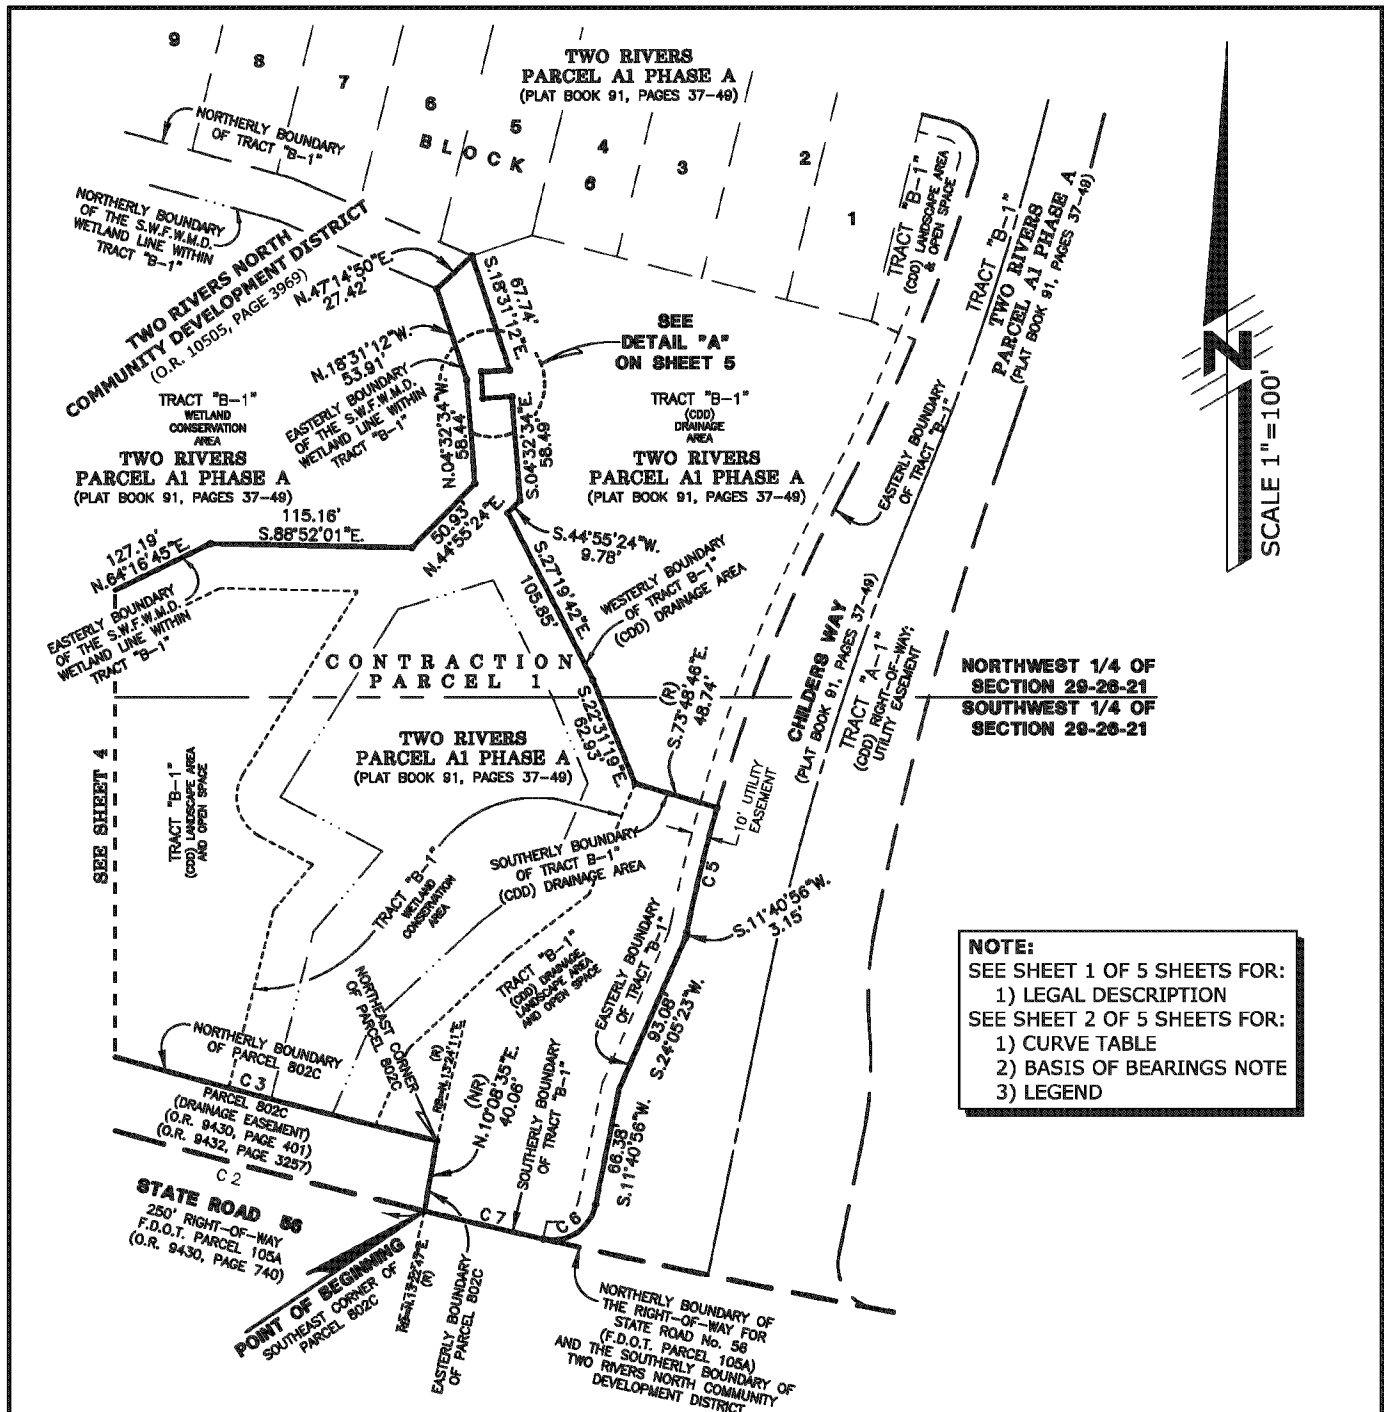 9
8
7
6
5
4
3
2
1
BLOCK
6
TWO RIVERS
PARCEL A1 PHASE A
(PLAT BOOK 91, PAGES 37-49)
NORTHERLY BOUNDARY
OF TRACT "B-1"
NORTHERLY BOUNDARY
OF THE S.W.F.W.M.D.
WETLAND LINE WITHIN
TRACT "B-1"
TWO RIVERS NORTH
COMMUNITY DEVELOPMENT DISTRICT
(O.R. 10505, PAGE 3969)
N.47°14'50"E.
27.42'
67.74'
S.18°31'12"E.
N.18°31'12"W.
53.91'
EASTERLY BOUNDARY
OF THE S.W.F.W.M.D.
WETLAND LINE WITHIN
TRACT "B-1"
SEE
DETAIL "A"
ON SHEET 5
TRACT "B-1"
(CDD) LANDSCAPE AREA
& OPEN SPACE
TRACT "B-1"
TWO RIVERS
PARCEL A1 PHASE A
(PLAT BOOK 91, PAGES 37-49)
SCALE 1"=100'
N
TRACT "B-1"
WETLAND
CONSERVATION
AREA
TWO RIVERS
PARCEL A1 PHASE A
(PLAT BOOK 91, PAGES 37-49)
N.04°32'34"W.
58.44'
S.04°32'34"E.
58.49'
TRACT "B-1"
(CDD)
DRAINAGE
AREA
TWO RIVERS
PARCEL A1 PHASE A
(PLAT BOOK 91, PAGES 37-49)
EASTERLY BOUNDARY
OF TRACT "B-1"
115.16'
S.88°52'01"E.
50.93'
N.44°55'24"E.
S.44°55'24"W.
9.78'
127.19'
N.64°16'45"E.
EASTERLY BOUNDARY
OF THE S.W.F.W.M.D.
WETLAND LINE WITHIN
TRACT "B-1"
S.27°19'42"E.
105.85'
WESTERLY BOUNDARY
OF TRACT B-1"
(CDD) DRAINAGE AREA
CONTRACTION
PARCEL 1
S.22°31'19"E.
62.93'
(R)
S.73°48'46"E.
48.74'
CHILDERS WAY
(PLAT BOOK 91, PAGES 37-49)
TRACT "A-1"
(CDD) RIGHT-OF-WAY;
UTILITY EASEMENT
NORTHWEST 1/4 OF
SECTION 29-26-21
SOUTHWEST 1/4 OF
SECTION 29-26-21
TWO RIVERS
PARCEL A1 PHASE A
(PLAT BOOK 91, PAGES 37-49)
SEE SHEET 4
TRACT "B-1"
(CDD) LANDSCAPE AREA
AND OPEN SPACE
10' UTILITY
EASEMENT
SOUTHERLY BOUNDARY
OF TRACT B-1"
(CDD) DRAINAGE AREA
C 5
TRACT "B-1"
WETLAND
CONSERVATION
AREA
S.11°40'56"W.
3.15'
EASTERLY BOUNDARY
OF TRACT "B-1"
TRACT "B-1"
(CDD) DRAINAGE,
LANDSCAPE AREA
AND OPEN SPACE
NOTE:
SEE SHEET 1 OF 5 SHEETS FOR:
1) LEGAL DESCRIPTION
SEE SHEET 2 OF 5 SHEETS FOR:
1) CURVE TABLE
2) BASIS OF BEARINGS NOTE
3) LEGEND
93.08'
S.24°05'23"W.
NORTHEAST CORNER
OF PARCEL
802C
NORTHERLY BOUNDARY
OF PARCEL 802C
C 3
PARCEL 802C
(DRAINAGE EASEMENT)
(O.R. 9430, PAGE 401)
(O.R. 9432, PAGE 3257)
C 2
RB=N.13°24'11"E.
(R)
(NR)
N.10°08'35"E.
40.06'
SOUTHERLY BOUNDARY
OF TRACT "B-1"
66.38'
S.11°40'56"W.
C 7
C 6
STATE ROAD 56
250' RIGHT-OF-WAY
F.D.O.T. PARCEL 105A
(O.R. 9430, PAGE 740)
POINT OF BEGINNING
SOUTHEAST CORNER OF
PARCEL 802C
RB=N.13°22'47"E.
(R)
EASTERLY BOUNDARY
OF PARCEL 802C
NORTHERLY BOUNDARY OF
THE RIGHT-OF-WAY FOR
STATE ROAD No. 56
(F.D.O.T. PARCEL 105A)
AND THE SOUTHERLY BOUNDARY OF
TWO RIVERS NORTH COMMUNITY
DEVELOPMENT DISTRICT